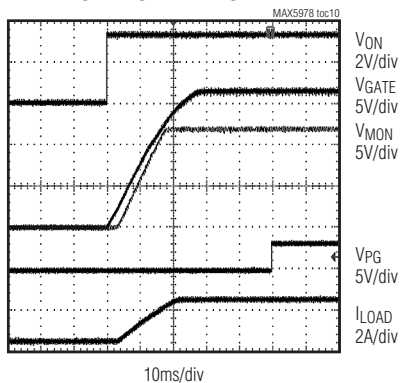 MAX5978 toc10
VON
2V/div
VGATE
5V/div
VMON
5V/div
VPG
5V/div
ILOAD
2A/div
10ms/div